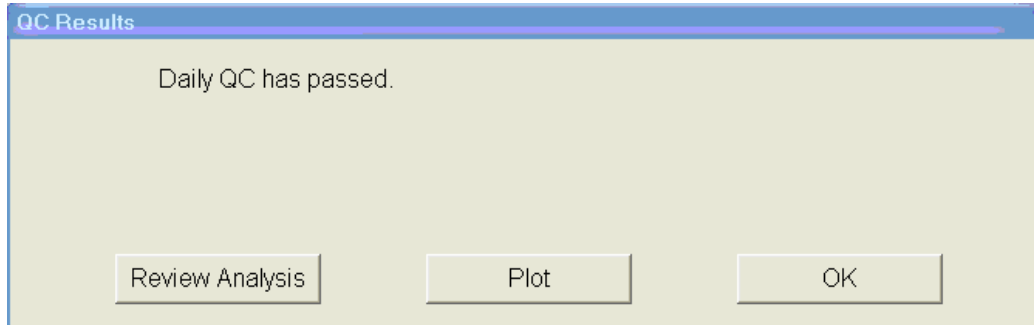 QC Results
Daily QC has passed.
Review Analysis Plot OK